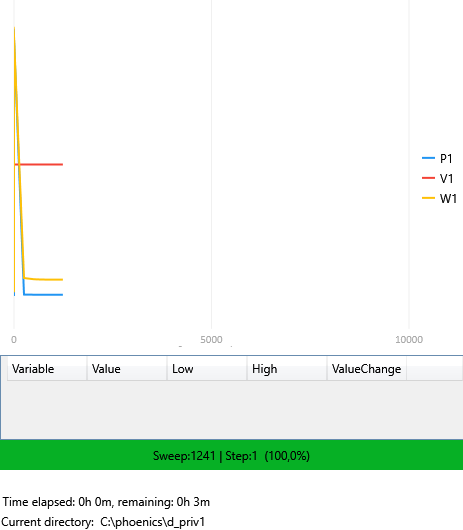 P1
V1
W1
0 5000 10000
Variable Value Low High ValueChange
Sweep:1241 | Step:1 (100,0%)
Time elapsed: 0h 0m, remaining: 0h 3m
Current directory: C:\phoenics\d_priv1